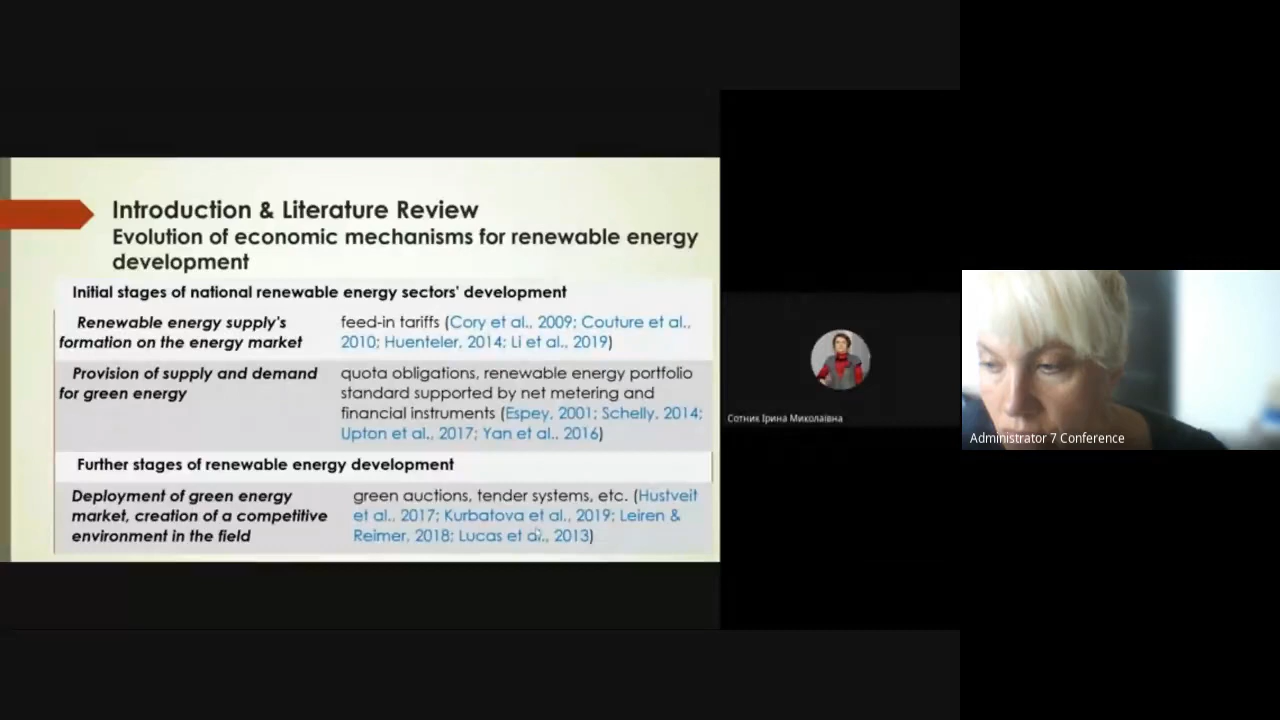 Introduction & Literature Review
Evolution of economic mechanisms for renewable energy
development
Initial stages of national renewable energy sectors' development
Renewable energy supply's
formation on the energy market
feed-in tariffs (Cory et al., 2009; Couture et al.,
2010; Huenteler, 2014; Li et al., 2019)
Provision of supply and demand
for green energy
quota obligations, renewable energy portfolio
standard supported by net metering and
financial instruments (Espey, 2001; Schelly, 2014;
Upton et al., 2017; Yan et al., 2016)
Further stages of renewable energy development
Deployment of green energy
market, creation of a competitive
environment in the field
green auctions, tender systems, etc. (Hustveit
et al., 2017; Kurbatova et al., 2019; Leiren &
Reimer, 2018; Lucas et al., 2013)
Сотник Ірина Миколаївна
Administrator 7 Conference